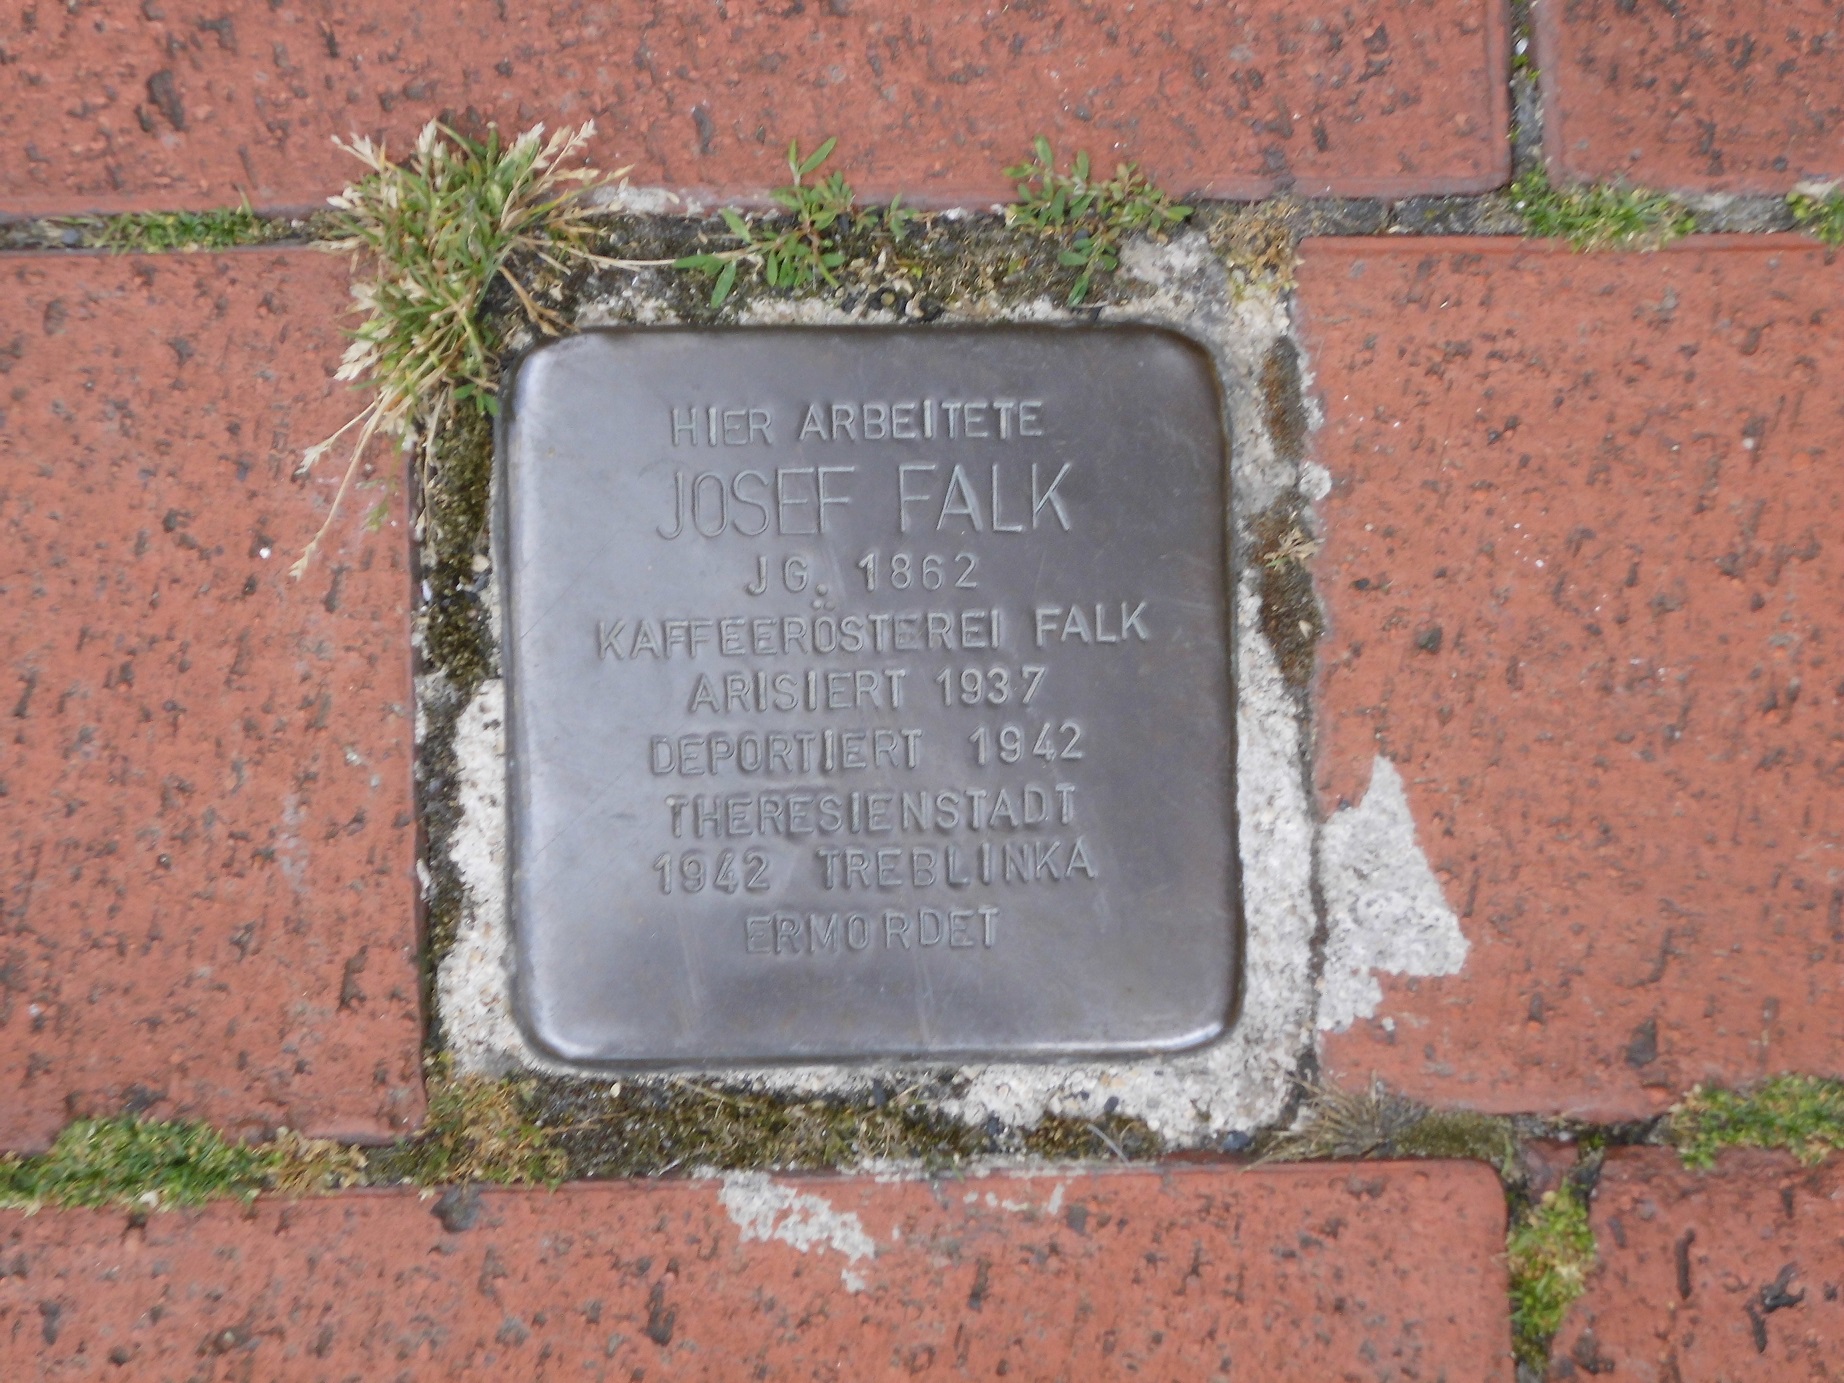 HIER ARBEITETE
JOSEF FALK
JG. 1862
KAFFEERÖSTEREI FALK
ARISIERT 1937
DEPORTIERT 1942
THERESIENSTADT
1942 TREBLINKA
ERMORDET